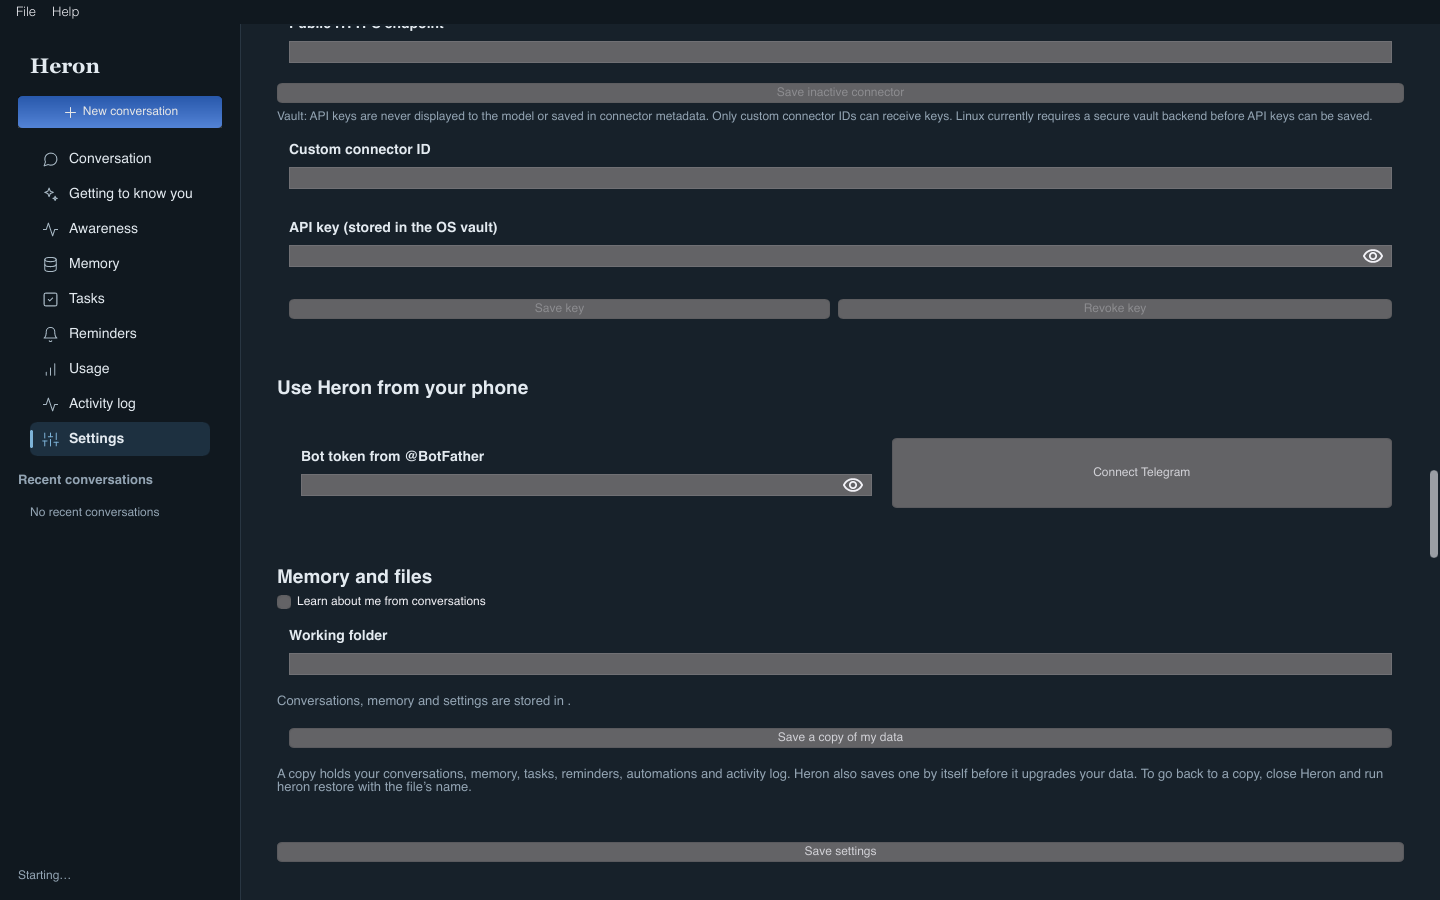 File Help
Heron
New conversation
Conversation
Getting to know you
Awareness
Memory
Tasks
Reminders
Usage
Activity log
Settings
Recent conversations
No recent conversations
Starting…
Public HTTPS endpoint
Save inactive connector
Vault: API keys are never displayed to the model or saved in connector metadata. Only custom connector IDs can receive keys. Linux currently requires a secure vault backend before API keys can be saved.
Custom connector ID
API key (stored in the OS vault)
Save key
Revoke key
Use Heron from your phone
Bot token from @BotFather
Connect Telegram
Memory and files
Learn about me from conversations
Working folder
Conversations, memory and settings are stored in .
Save a copy of my data
A copy holds your conversations, memory, tasks, reminders, automations and activity log. Heron also saves one by itself before it upgrades your data. To go back to a copy, close Heron and run
heron restore with the file’s name.
Save settings